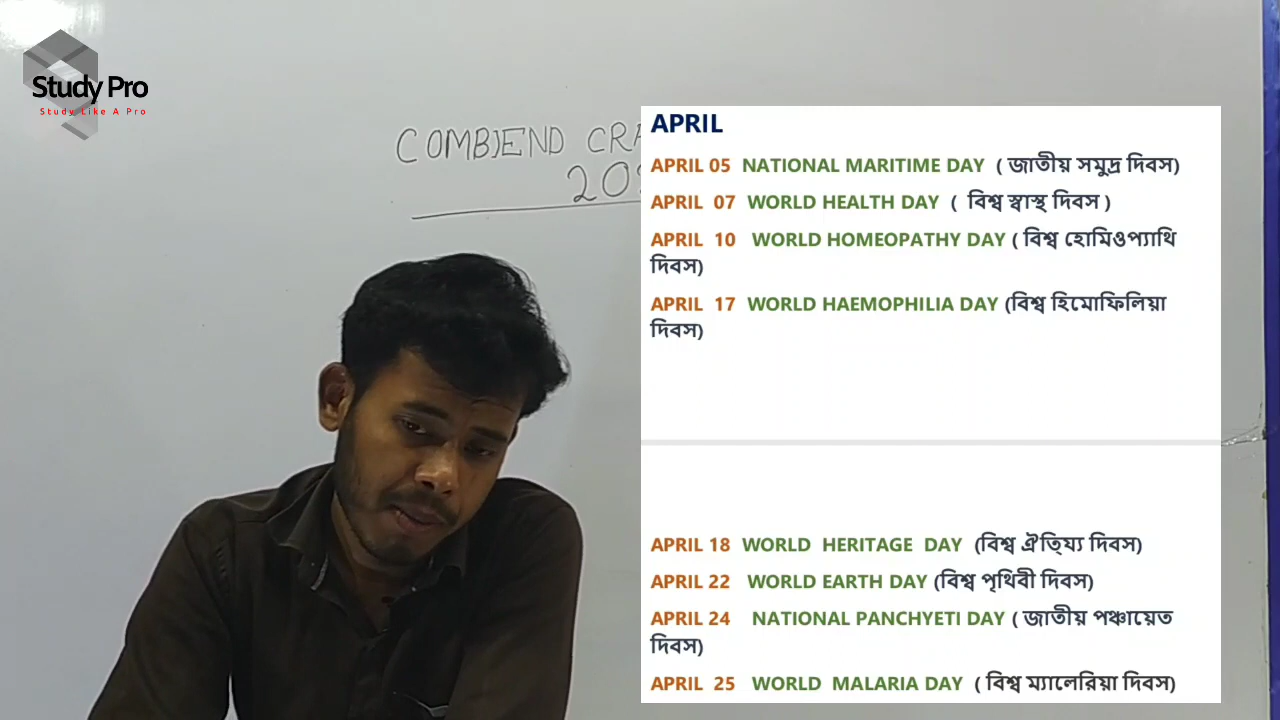 Study Pro
Study Like A Pro
COMBIEND CRA
20
APRIL
APRIL 05 NATIONAL MARITIME DAY ( জাতীয় সমুদ্র দিবস)
APRIL 07 WORLD HEALTH DAY ( বিশ্ব স্বাস্থ দিবস )
APRIL 10 WORLD HOMEOPATHY DAY ( বিশ্ব হোমিওপ্যাথি
দিবস)
APRIL 17 WORLD HAEMOPHILIA DAY (বিশ্ব হিমোফিলিয়া
দিবস)
APRIL 18 WORLD HERITAGE DAY (বিশ্ব ঐতি্য্য দিবস)
APRIL 22 WORLD EARTH DAY (বিশ্ব পৃথিবী দিবস)
APRIL 24 NATIONAL PANCHYETI DAY ( জাতীয় পঞ্চায়েত
দিবস)
APRIL 25 WORLD MALARIA DAY ( বিশ্ব ম্যালেরিয়া দিবস)